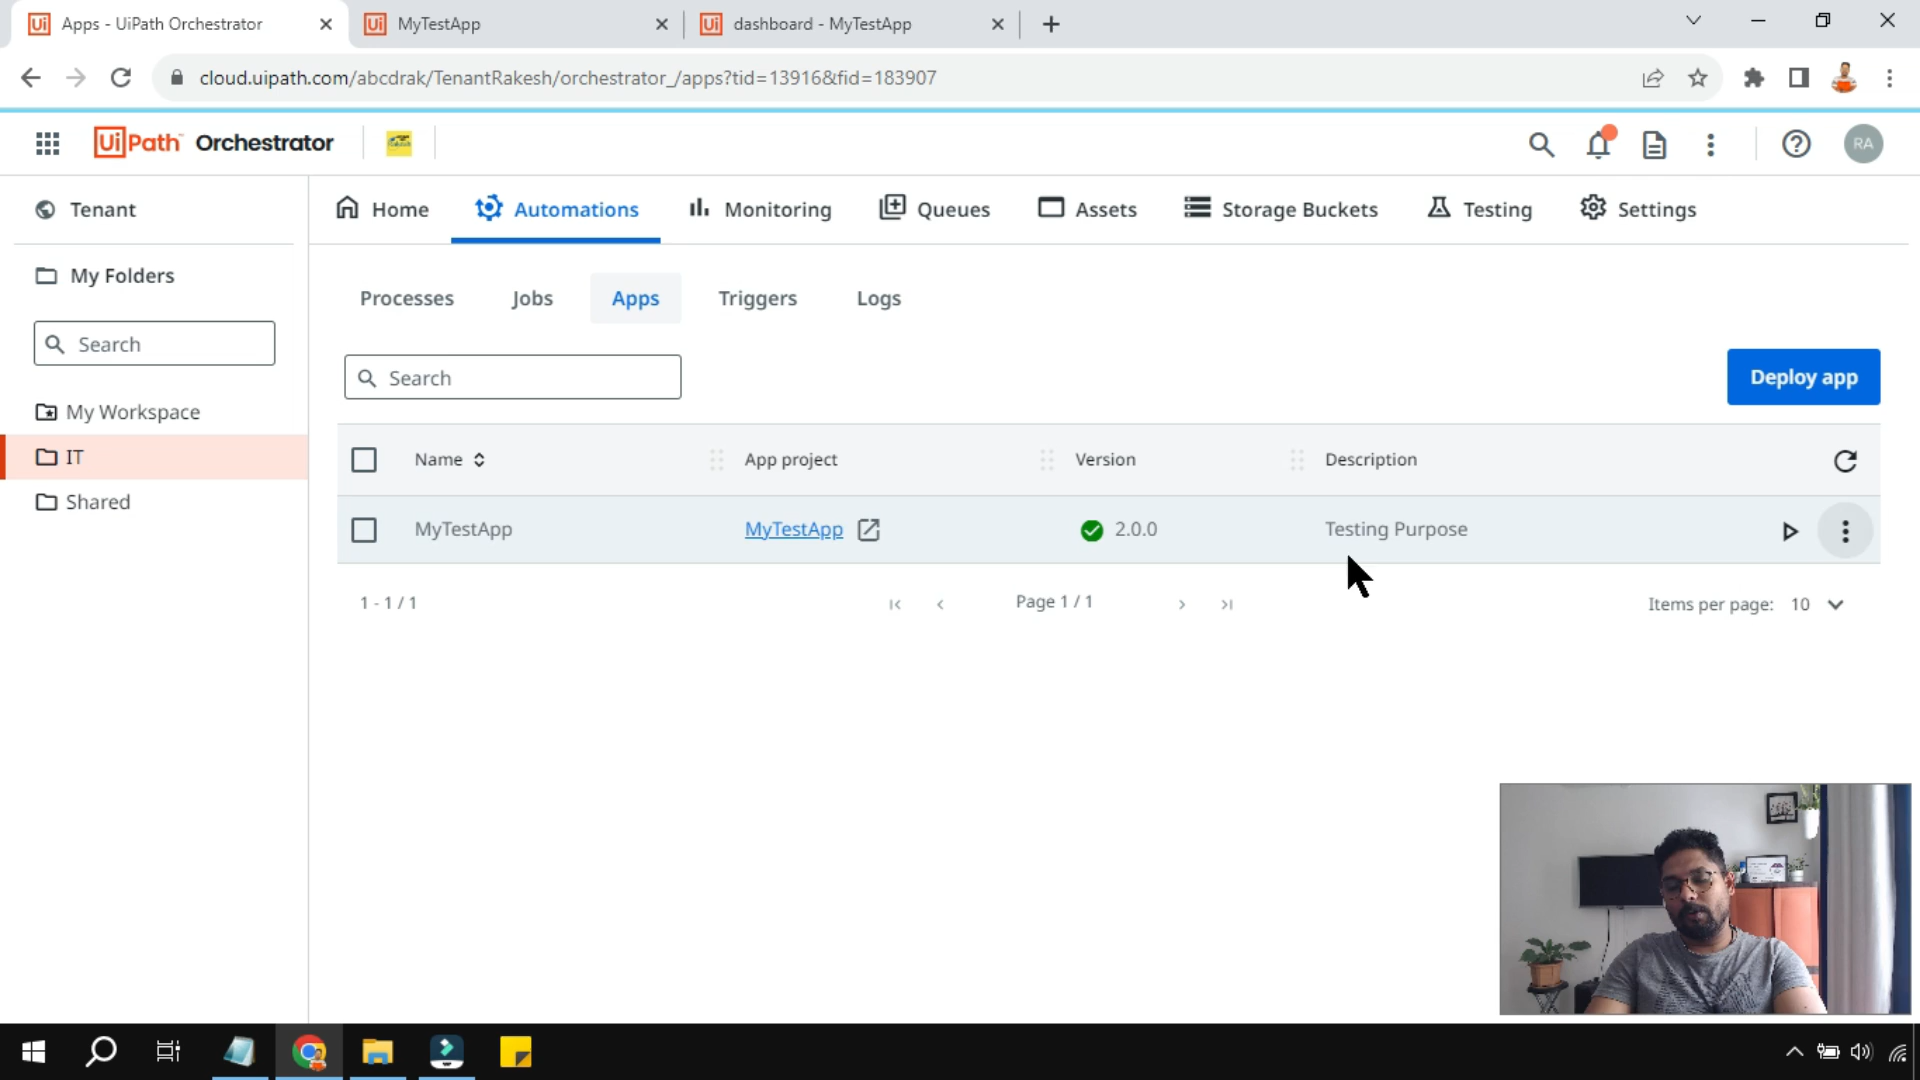 Apps - UiPath Orchestrator
MyTestApp
dashboard - MyTestApp
cloud.uipath.com/abcdrak/TenantRakesh/orchestrator_/apps?tid=13916&fid=183907
UiPath Orchestrator
RA
Tenant
Home
Automations
Monitoring
Queues
Assets
Storage Buckets
Testing
Settings
My Folders
Search
My Workspace
IT
Shared
Processes
Jobs
Apps
Triggers
Logs
Search
Deploy app
Name
App project
Version
Description
MyTestApp
MyTestApp
2.0.0
Testing Purpose
1 - 1 / 1
Page 1 / 1
Items per page: 10